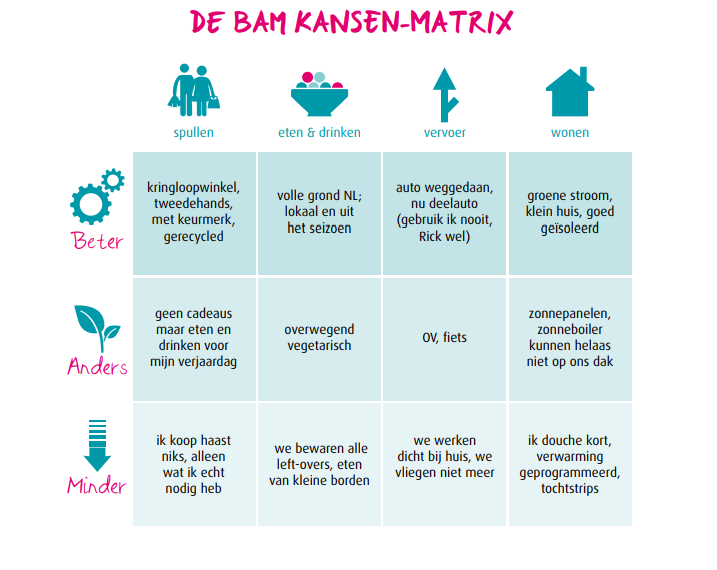 DE BAM KANSEN-MATRIX
spullen
eten & drinken
vervoer
wonen
Beter
kringloopwinkel,
tweedehands,
met keurmerk,
gerecycled
volle grond NL;
lokaal en uit
het seizoen
auto weggedaan,
nu deelauto
(gebruik ik nooit,
Rick wel)
groene stroom,
klein huis, goed
geïsoleerd
Anders
geen cadeaus
maar eten en
drinken voor
mijn verjaardag
overwegend
vegetarisch
OV, fiets
zonnepanelen,
zonneboiler
kunnen helaas
niet op ons dak
Minder
ik koop haast
niks, alleen
wat ik echt
nodig heb
we bewaren alle
left-overs, eten
van kleine borden
we werken
dicht bij huis, we
vliegen niet meer
ik douche kort,
verwarming
geprogrammeerd,
tochtstrips